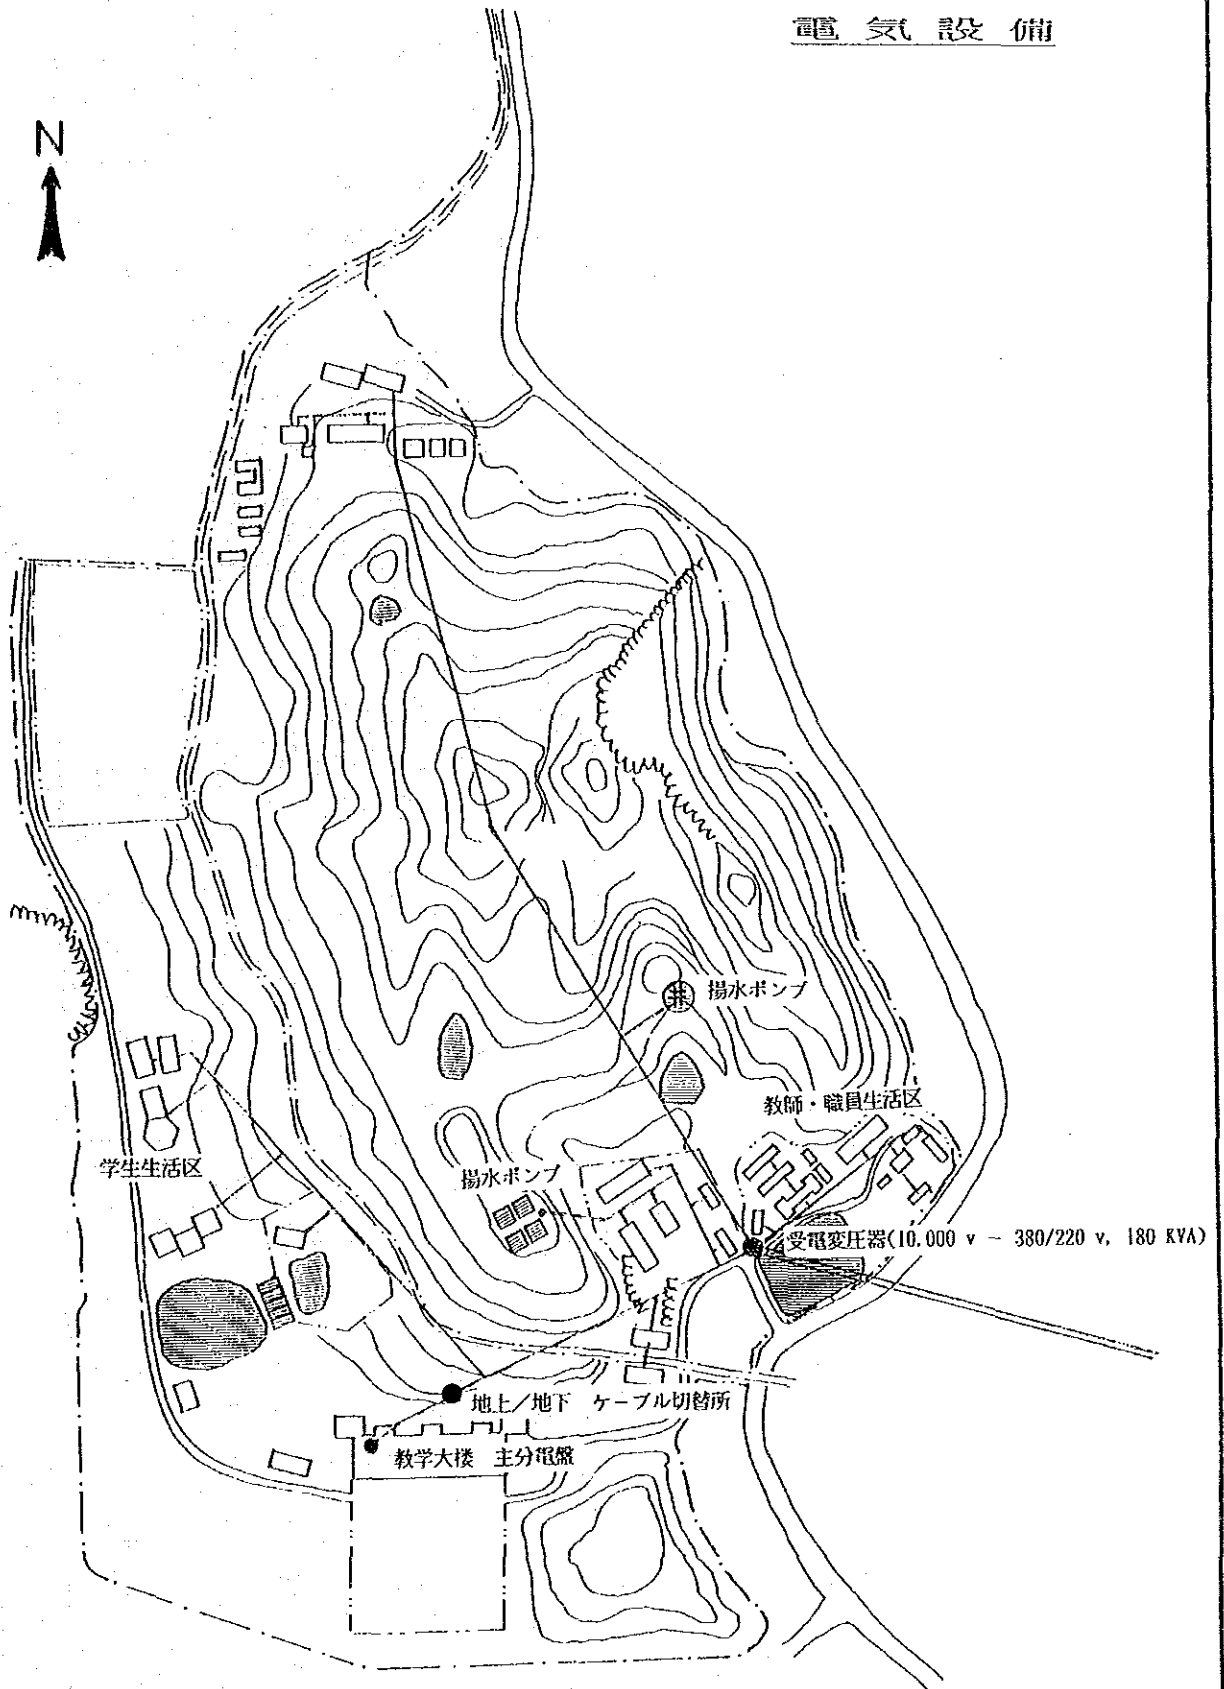 電気設備
N
揚水ポンプ
教師・職員生活区
学生生活区
揚水ポンプ
受電変圧器(10.000 v - 380/220 v, 180 KVA)
地上/地下 ケーブル切替所
教学大楼 主分電盤